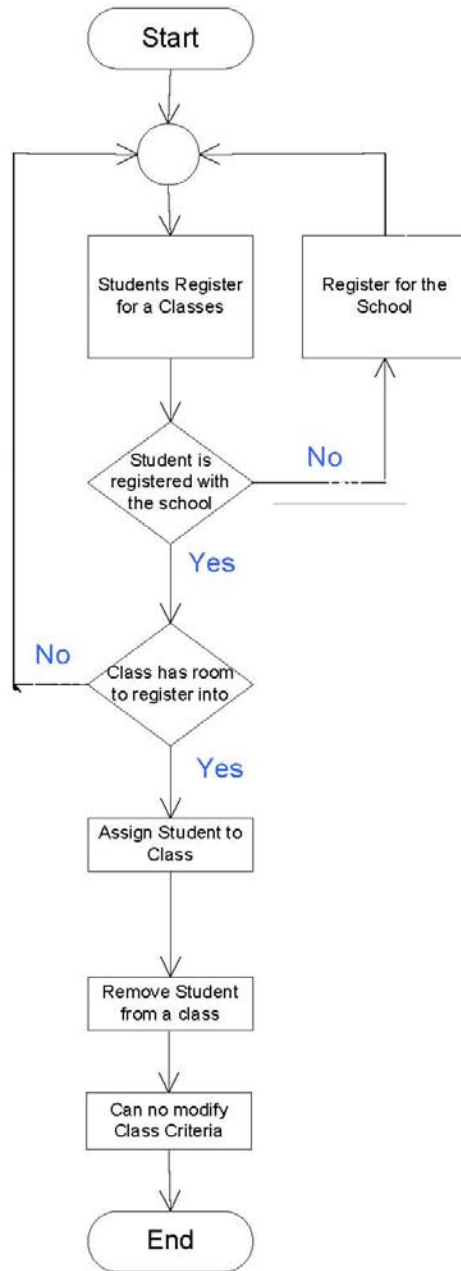 Start
Students Register
for a Classes
Register for the
School
Student is
registered with
the school
No
Yes
No
Class has room
to register into
Yes
Assign Student to
Class
Remove Student
from a class
Can no modify
Class Criteria
End